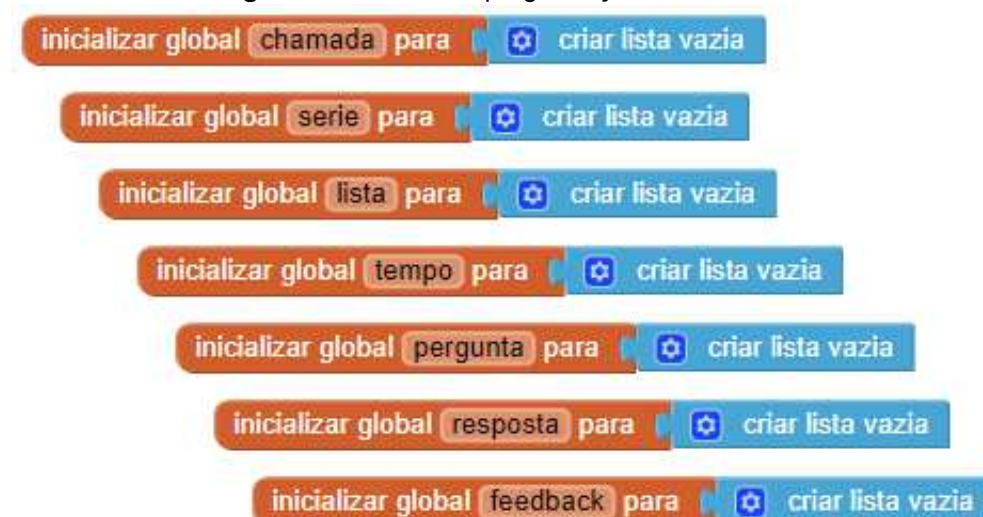 inicializar global chamada para criar lista vazia
inicializar global serie para criar lista vazia
inicializar global lista para criar lista vazia
inicializar global tempo para criar lista vazia
inicializar global pergunta para criar lista vazia
inicializar global resposta para criar lista vazia
inicializar global feedback para criar lista vazia